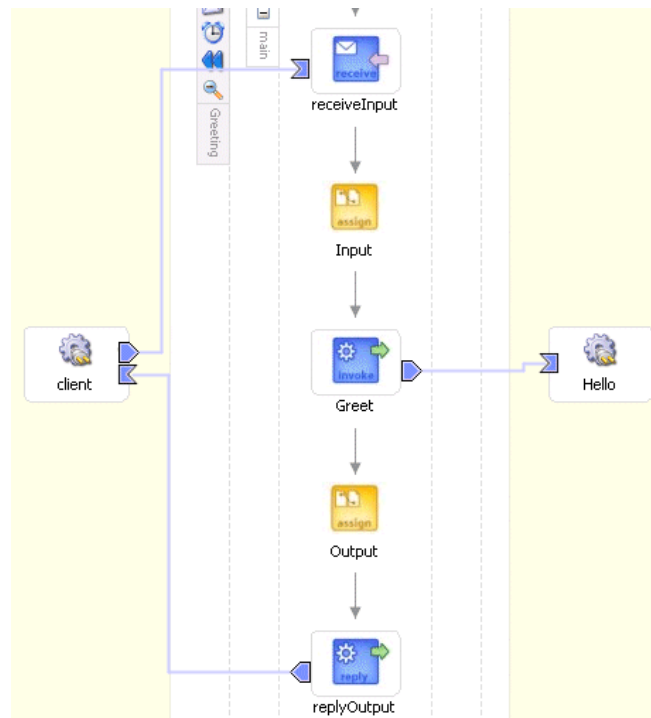 main
Greeting
receive
receiveInput
assign
Input
client
invoke
Greet
Hello
assign
Output
reply
replyOutput